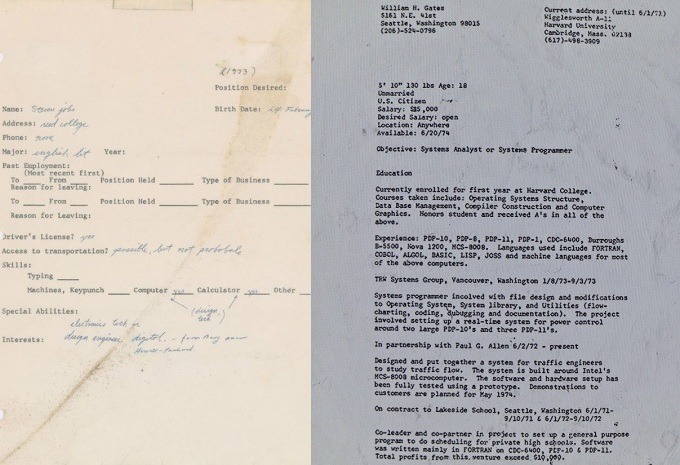 (1973)
Position Desired:
Name: Steven jobs Birth Date:
Address: reed college
Phone: none
Major: english lit Year:
Past Employment:
(Most recent first)
To From Position Held Type of Business
Reason for leaving:
To From Position Held Type of Business
Reason for Leaving:
Driver's License? yes
Access to transportation? possible, but not probable
Skills:
Typing
Machines, Keypunch Computer yes Calculator yes Other
(design, tech)
Special Abilities:
electronics tech or
Interests: design engineer. digital. – from Bay near
Hewitt-Packard
William H. Gates
5161 N.E. 41st
Seattle, Washington 98015
(206)-524-0796
Current address: (until 6/1/73)
Wigglesworth A-11
Harvard University
Cambridge, Mass. 02138
(617)-498-3909
5' 10" 130 lbs Age: 18
Unmarried
U.S. Citizen
Salary: $15,000
Desired Salary: open
Location: Anywhere
Available: 6/20/74
Objective: Systems Analyst or Systems Programmer
Education
Currently enrolled for first year at Harvard College.
Courses taken include: Operating Systems Structure,
Data Base Management, Compiler Construction and Computer
Graphics. Honors student and received A's in all of the
above.
Experience: PDP-10, PDP-8, PDP-11, PDP-1, CDC-6400, Burroughs
B-5500, Nova 1200, MCS-8008. Languages used include FORTRAN,
COBOL, ALGOL, BASIC, LISP, JOSS and machine languages for most
of the above computers.
TRW Systems Group, Vancouver, Washington 1/8/73-9/3/73
Systems programmer incolved with file design and modifications
to Operating System, System library, and Utilities (flow-
charting, coding, dubugging and documentation). The project
involved setting up a real-time system for power control
around two large PDP-10's and three PDP-11's.
In partnership with Paul G. Allen 6/2/72 - present
Designed and put together a system for traffic engineers
to study traffic flow. The system is built around Intel's
MCS-8008 microcomputer. The software and hardware setup has
been fully tested using a prototype. Demonstrations to
customers are planned for May 1974.
On contract to Lakeside School, Seattle, Washington 6/1/71-
9/10/71 & 6/1/72-9/10/72
Co-leader and co-partner in project to set up a general purpose
program to do scheduling for private high schools. Software
was written mainly in FORTRAN on CDC-6400, PDP-10 & PDP-11.
Total profits from this venture exceed $10,000.